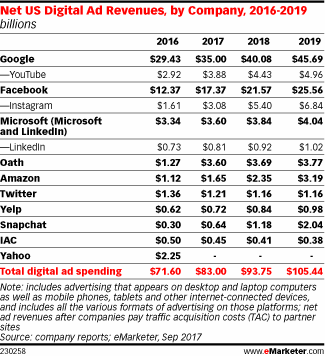 Net US Digital Ad Revenues, by Company, 2016-2019
billions
2016 2017 2018 2019
Google $29.43 $35.00 $40.08 $45.69
—YouTube $2.92 $3.88 $4.43 $4.96
Facebook $12.37 $17.37 $21.57 $25.56
—Instagram $1.61 $3.08 $5.40 $6.84
Microsoft (Microsoft and LinkedIn) $3.34 $3.60 $3.84 $4.04
—LinkedIn $0.73 $0.81 $0.92 $1.02
Oath $1.27 $3.60 $3.69 $3.77
Amazon $1.12 $1.65 $2.35 $3.19
Twitter $1.36 $1.21 $1.16 $1.16
Yelp $0.62 $0.72 $0.84 $0.98
Snapchat $0.30 $0.64 $1.18 $2.04
IAC $0.50 $0.45 $0.41 $0.38
Yahoo $2.25 - - -
Total digital ad spending $71.60 $83.00 $93.75 $105.44
Note: includes advertising that appears on desktop and laptop computers
as well as mobile phones, tablets and other internet-connected devices,
and includes all the various formats of advertising on those platforms; net
ad revenues after companies pay traffic acquisition costs (TAC) to partner
sites
Source: company reports; eMarketer, Sep 2017
230258 www.eMarketer.com